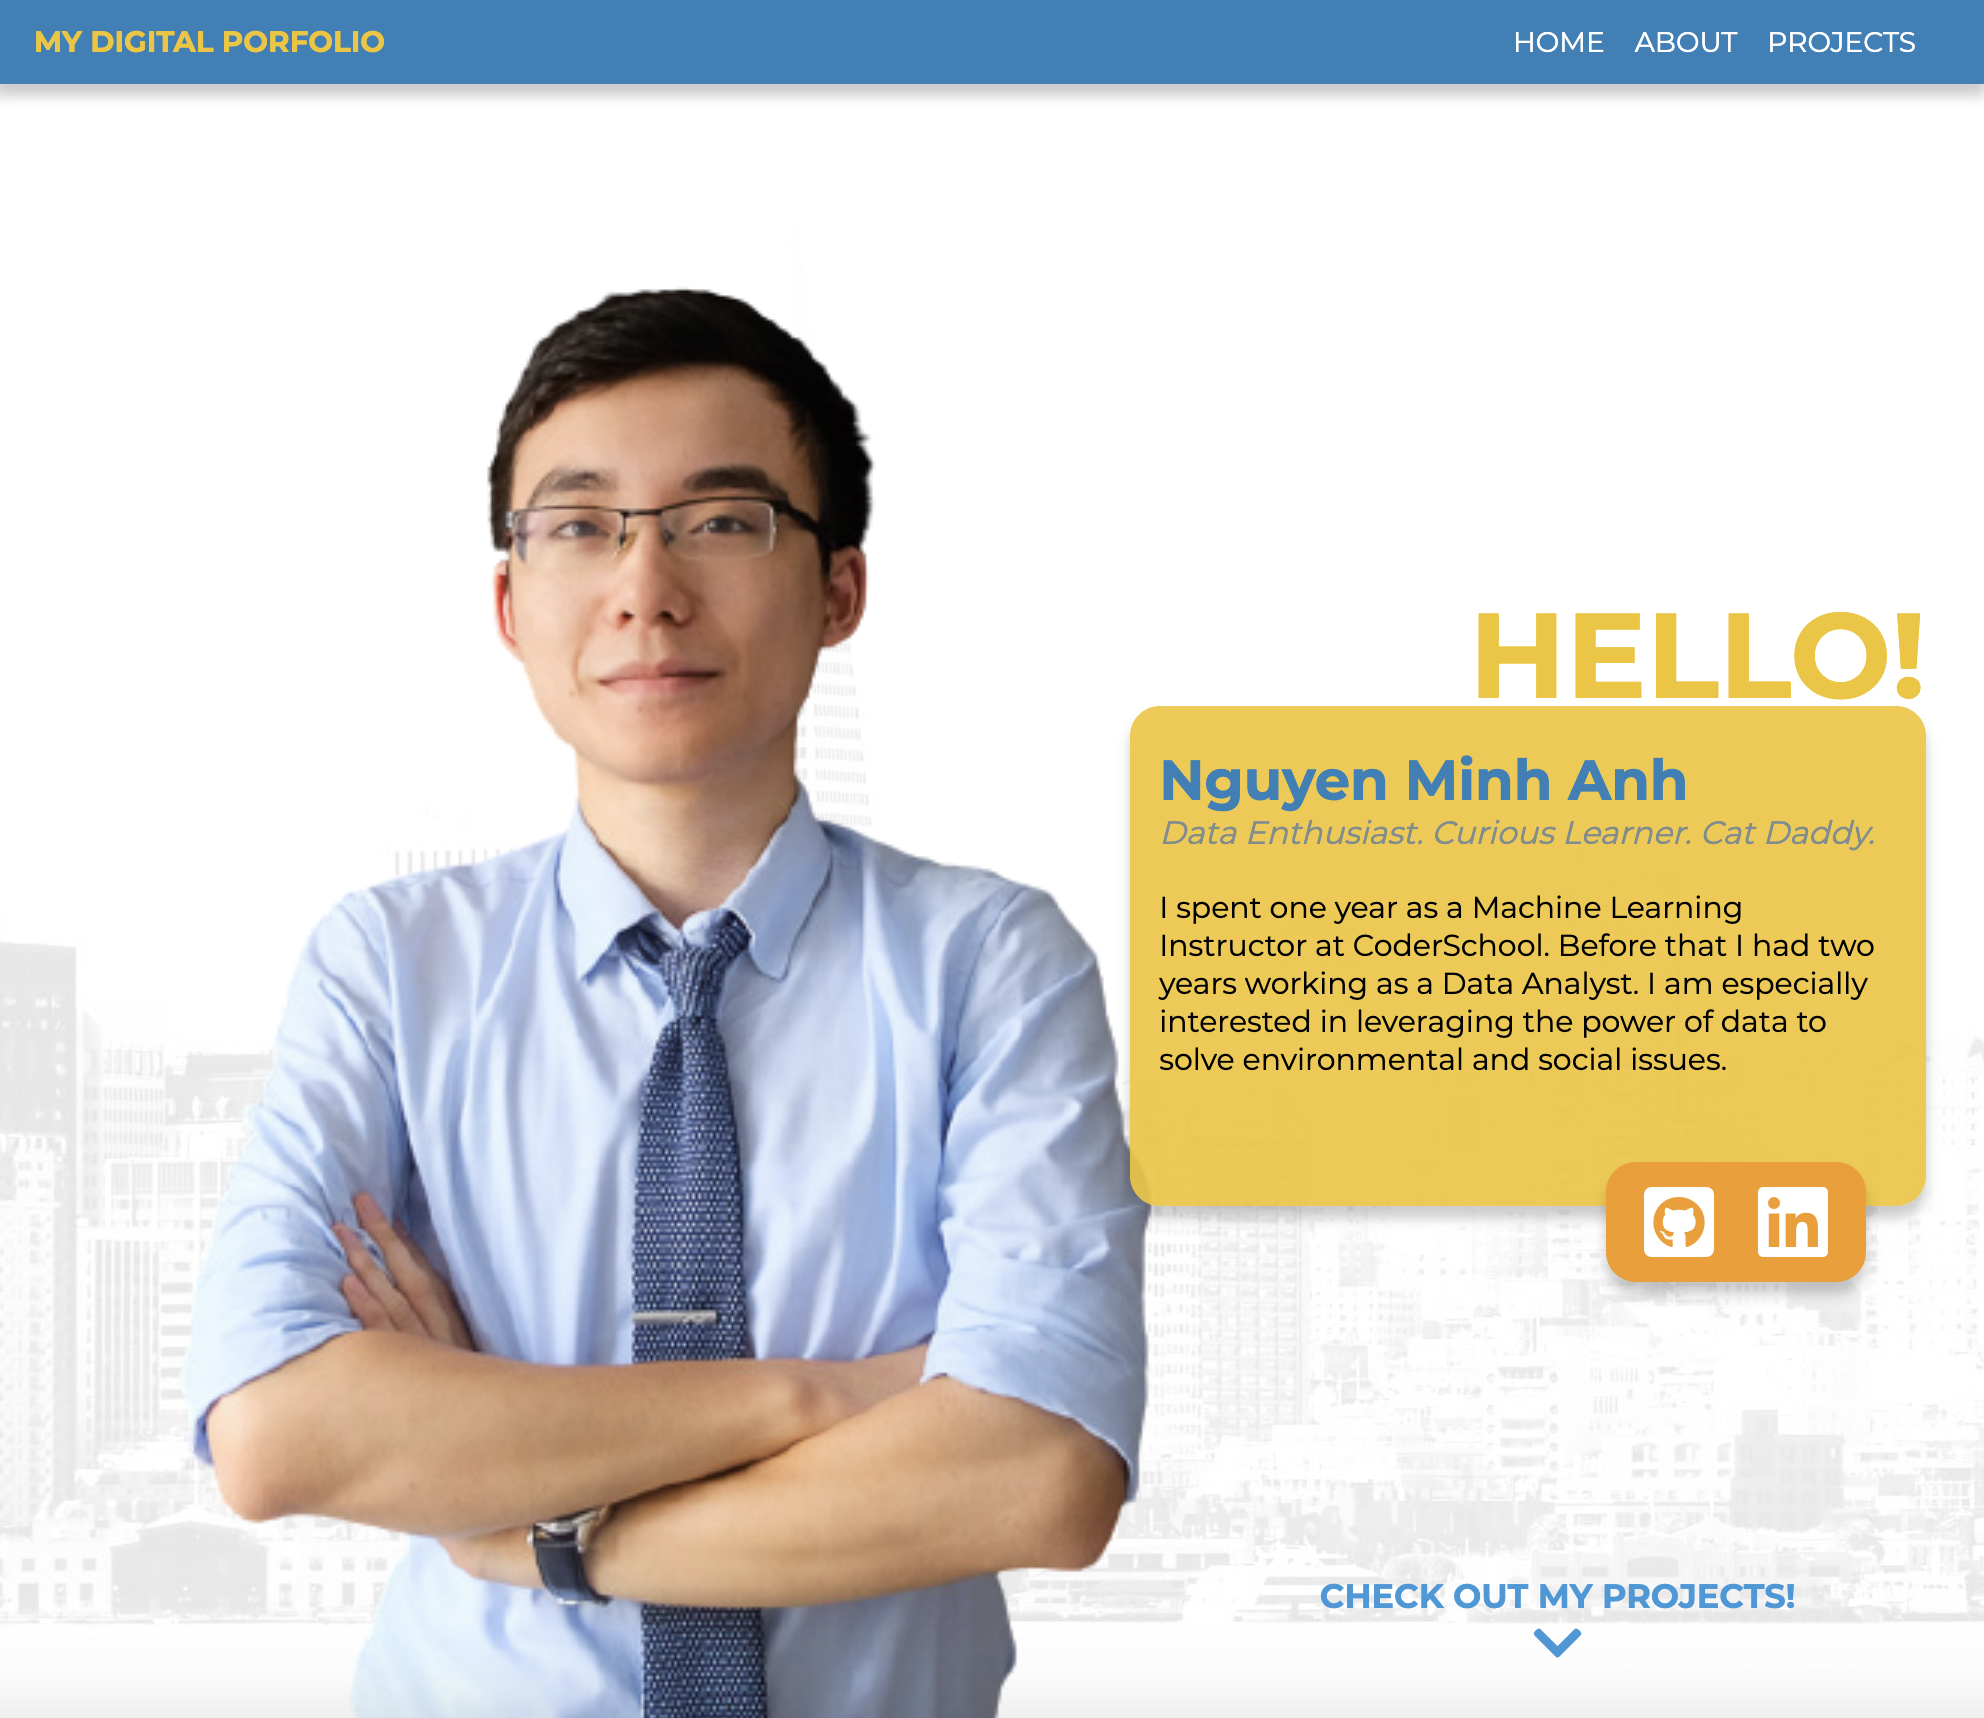 MY DIGITAL PORFOLIO
HOME ABOUT PROJECTS
HELLO!
Nguyen Minh Anh
Data Enthusiast. Curious Learner. Cat Daddy.
I spent one year as a Machine Learning
Instructor at CoderSchool. Before that I had two
years working as a Data Analyst. I am especially
interested in leveraging the power of data to
solve environmental and social issues.
in
CHECK OUT MY PROJECTS!